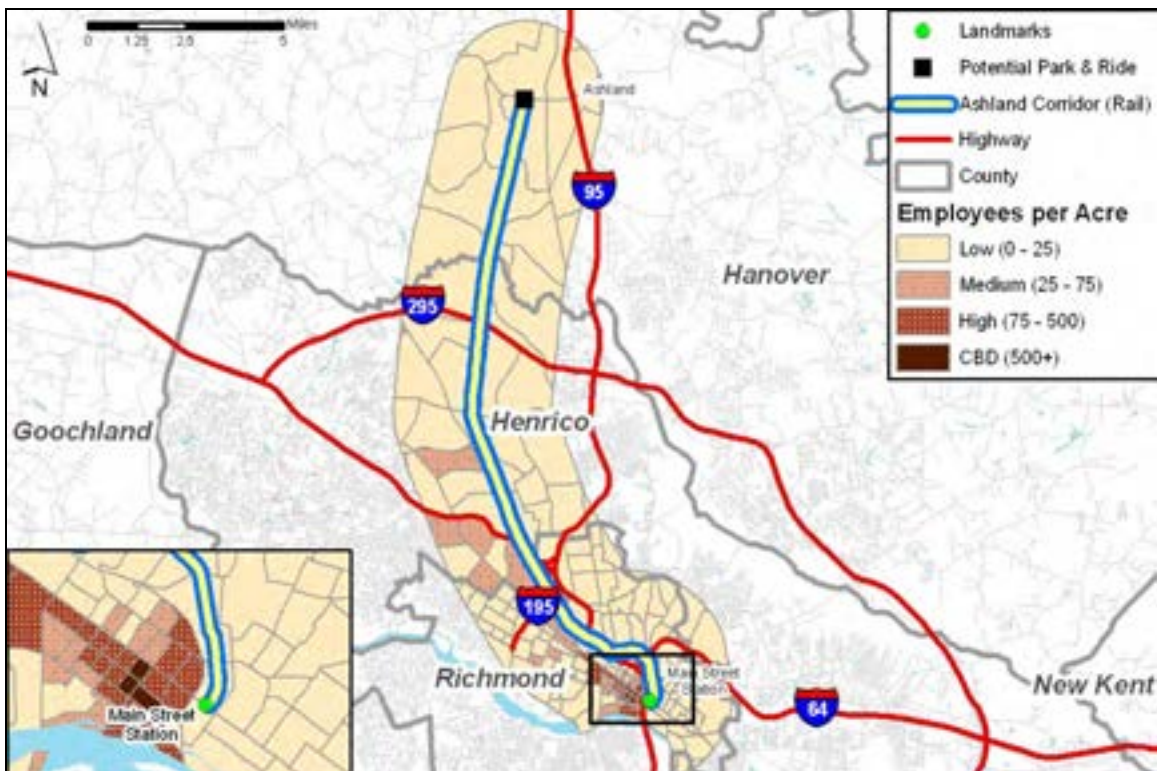 Miles
0 1.25 2.5 5
N
Ashland
95
Hanover
295
Goochland
Henrico
195
Richmond
Main Street
Station
64
New Kent
Main Street
Station
Landmarks
Potential Park & Ride
Ashland Corridor (Rail)
Highway
County
Employees per Acre
Low (0 - 25)
Medium (25 - 75)
High (75 - 500)
CBD (500+)